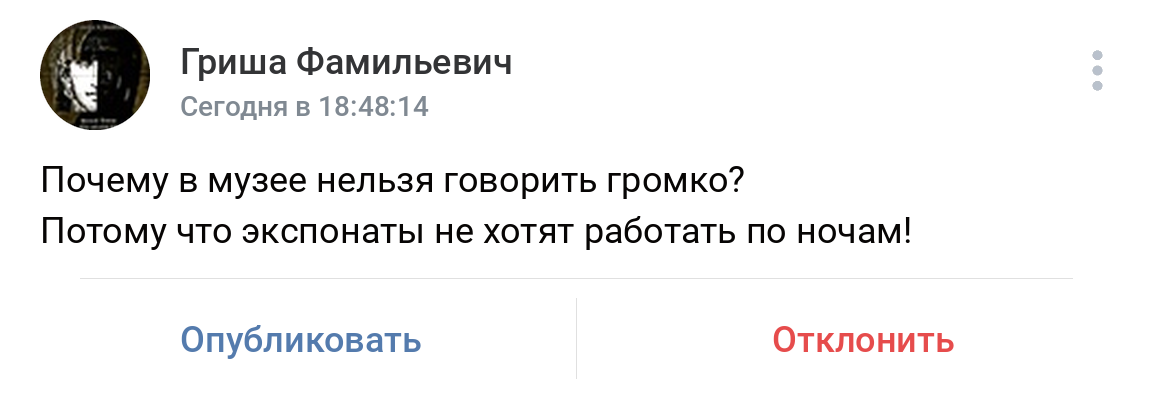 Гриша Фамильевич
Сегодня в 18:48:14
Почему в музее нельзя говорить громко?
Потому что экспонаты не хотят работать по ночам!
Опубликовать
Отклонить